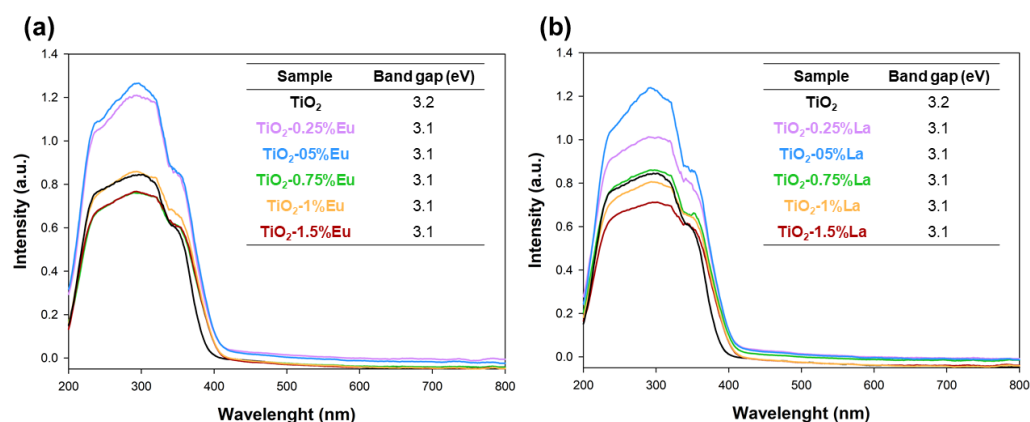 (a)
Intensity (a.u.)
1.4
1.2
1.0
0.8
0.6
0.4
0.2
0.0
200 300 400 500 600 700 800
Wavelenght (nm)
Sample Band gap (eV)
TiO₂ 3.2
TiO₂-0.25%Eu 3.1
TiO₂-05%Eu 3.1
TiO₂-0.75%Eu 3.1
TiO₂-1%Eu 3.1
TiO₂-1.5%Eu 3.1
(b)
Intensity (a.u.)
1.4
1.2
1.0
0.8
0.6
0.4
0.2
0.0
200 300 400 500 600 700 800
Wavelenght (nm)
Sample Band gap (eV)
TiO₂ 3.2
TiO₂-0.25%La 3.1
TiO₂-05%La 3.1
TiO₂-0.75%La 3.1
TiO₂-1%La 3.1
TiO₂-1.5%La 3.1